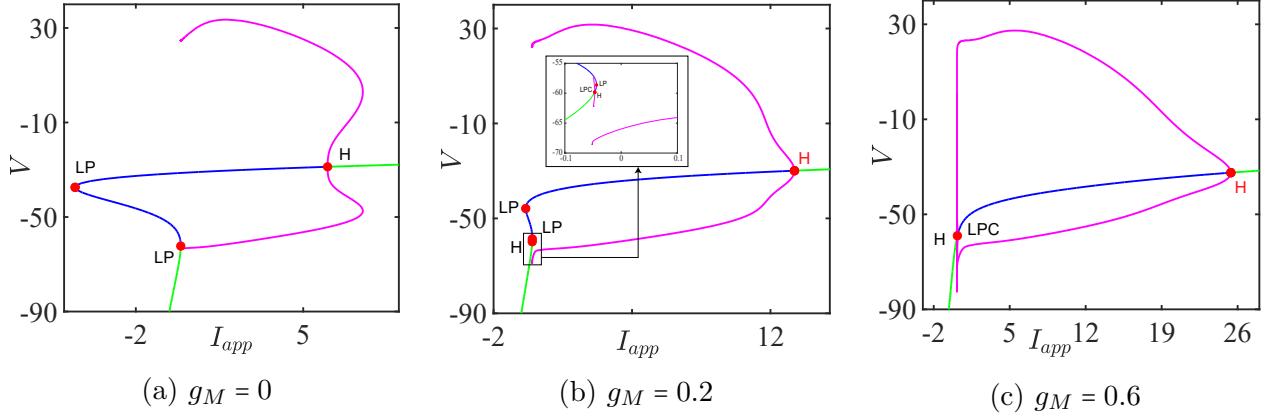 30
-10
-50
-90
V
LP
H
LP
-2
5
I_app
(a) g_M = 0
30
-10
-50
-90
V
-55
-60
-65
-70
-0.1
0
0.1
LP
LPC
H
H
LP
LP
H
-2
12
I_app
(b) g_M = 0.2
30
-10
-50
-90
V
H
LPC
H
-2
5
12
19
26
I_app
(c) g_M = 0.6